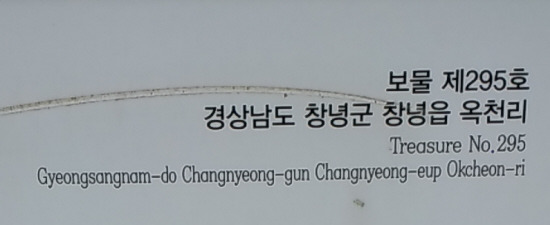 보물 제295호
경상남도 창녕군 창녕읍 옥천리
Treasure No.295
Gyeongsangnam-do Changnyeong-gun Changnyeong-eup Okcheon-ri